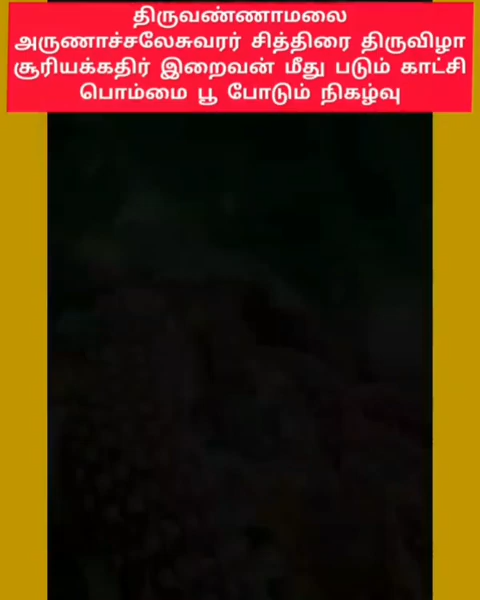 திருவண்ணாமலை
அருணாச்சலேசுவரர் சித்திரை திருவிழா
சூரியக்கதிர் இறைவன் மீது படும் காட்சி
பொம்மை பூ போடும் நிகழ்வு